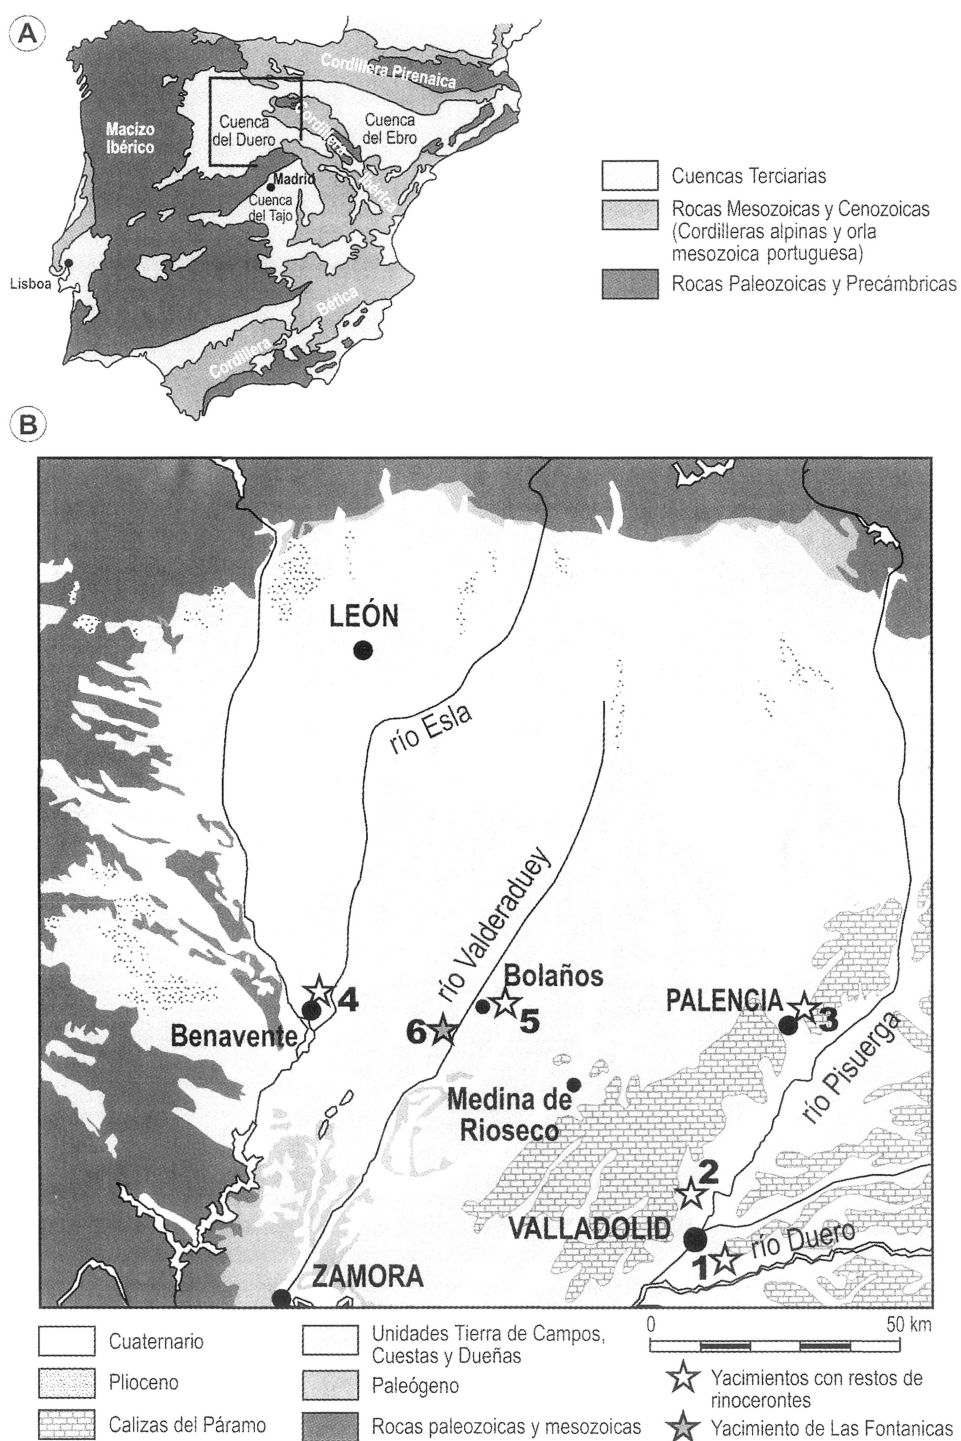 A
Cordillera Pirenaica
Macizo
Ibérico
Cuenca
del Duero
Cordillera
Ibérica
Cuenca
del Ebro
Madrid
Cuenca
del Tajo
Lisboa
Cordillera
Bética
Cuencas Terciarias
Rocas Mesozoicas y Cenozoicas
(Cordilleras alpinas y orla
mesozoica portuguesa)
Rocas Paleozoicas y Precámbricas
B
LEÓN
río Esla
río Valderaduey
Bolaños
5
4
Benavente
6
PALENCIA
3
río Pisuerga
Medina de
Rioseco
2
VALLADOLID
1
río Duero
ZAMORA
Cuaternario
Plioceno
Calizas del Páramo
Unidades Tierra de Campos,
Cuestas y Dueñas
Paleógeno
Rocas paleozoicas y mesozoicas
0 50 km
Yacimientos con restos de
rinocerontes
Yacimiento de Las Fontanicas